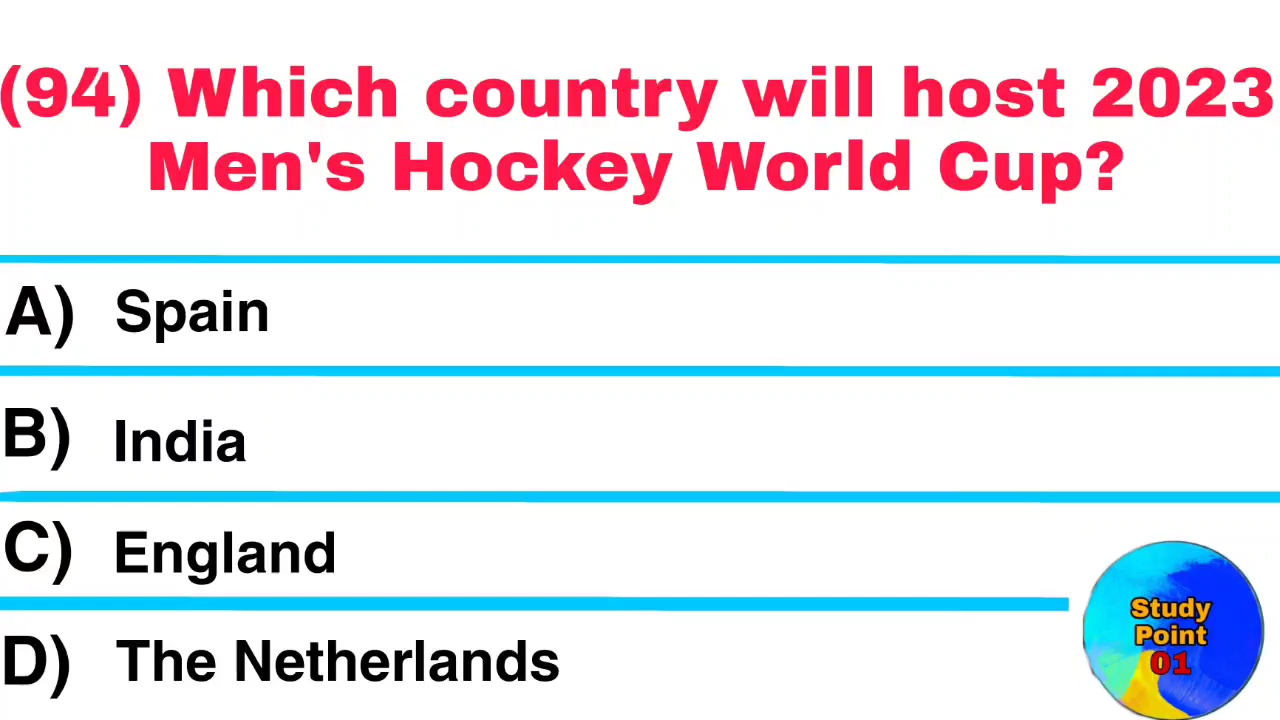 (94) Which country will host 2023
Men's Hockey World Cup?
A) Spain
B) India
C) England
D) The Netherlands
Study
Point
01